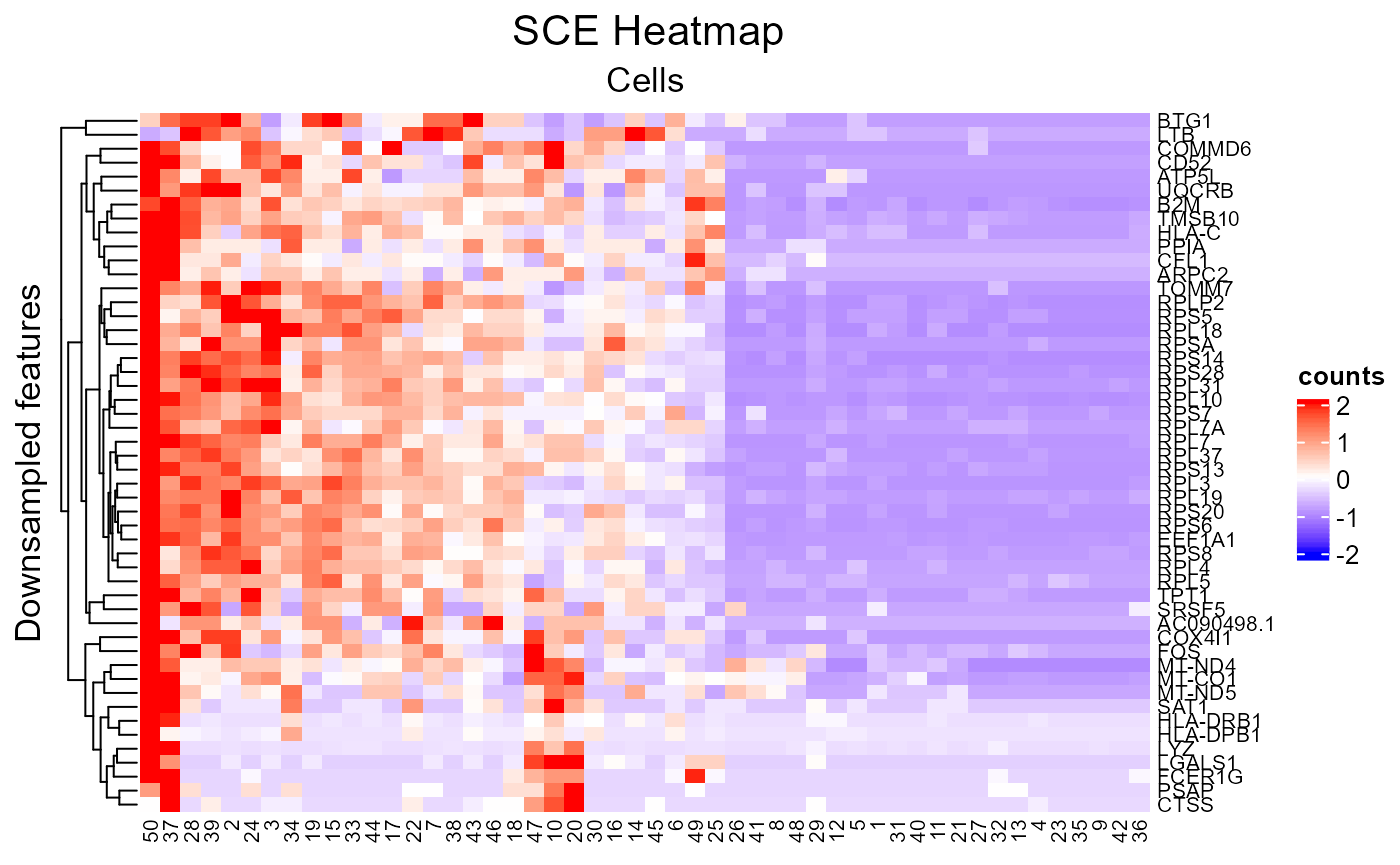 SCE Heatmap
Cells
Downsampled features
BTG1
LTB
COMMD6
CD52
ATP5L
UQCRB
B2M
TMSB10
HLA-C
PPIA
CFL1
ARPC2
TOMM7
RPLP2
RPS5
RPL18
RPSA
RPS14
RPS28
RPL31
RPL10
RPS7
RPL7A
RPL7
RPL37
RPS13
RPL3
RPL19
RPS20
RPS6
EEF1A1
RPS8
RPL4
RPL5
TPT1
SRSF5
AC090498.1
COX4I1
FOS
MT-ND4
MT-CO1
MT-ND5
SAT1
HLA-DRB1
HLA-DPB1
LYZ
LGALS1
FCER1G
PSAP
CTSS
50 37 28 39 2 24 3 34 19 15 33 44 17 22 7 38 43 46 18 47 10 20 30 16 14 45 6 49 25 26 41 8 48 29 12 5 1 31 40 11 21 27 32 13 4 23 35 9 42 36
counts
2
1
0
-1
-2